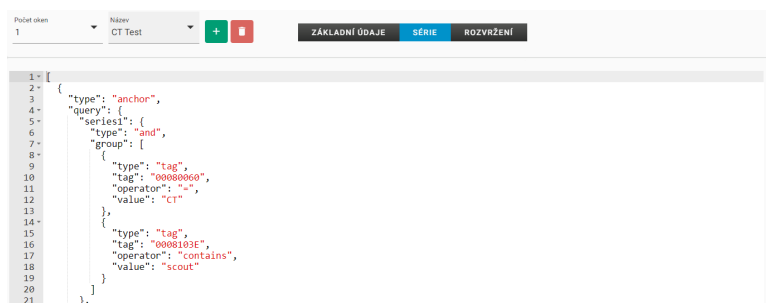 Počet oken
1
Název
CT Test
+
ZÁKLADNÍ ÚDAJE SÉRIE ROZVRŽENÍ
1 [
2 {
3 "type": "anchor",
4 "query": {
5 "series1": {
6 "type": "and",
7 "group": [
8 {
9 "type": "tag",
10 "tag": "00080060",
11 "operator": "=",
12 "value": "CT"
13 },
14 {
15 "type": "tag",
16 "tag": "0008103E",
17 "operator": "contains",
18 "value": "scout"
19 }
20 ]
21 },